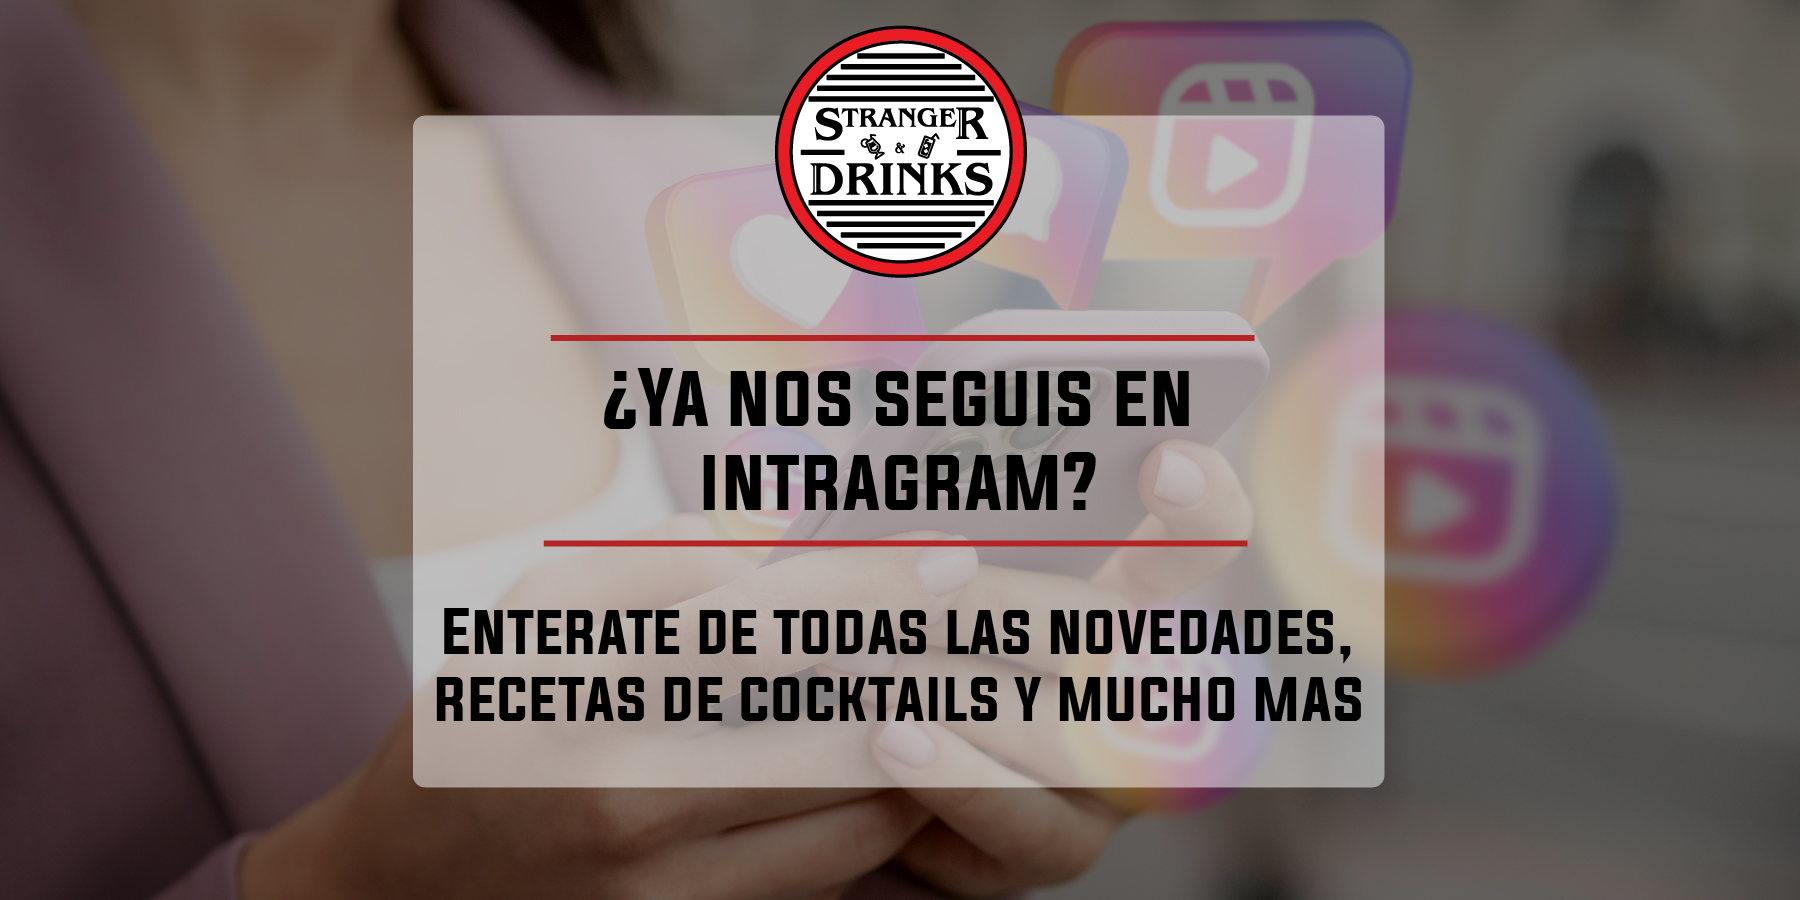 STRANGER
&
DRINKS
¿Ya nos seguis en
intragram?
Enterate de todas las novedades,
recetas de cocktails y mucho mas